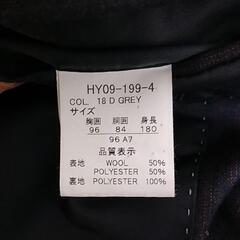 HY09-199-4
COL. 18 D GREY
サイズ
胸囲 胴囲 身長
96 84 180
96 A7
品質表示
表地 WOOL 50%
POLYESTER 50%
裏地 POLYESTER 100%